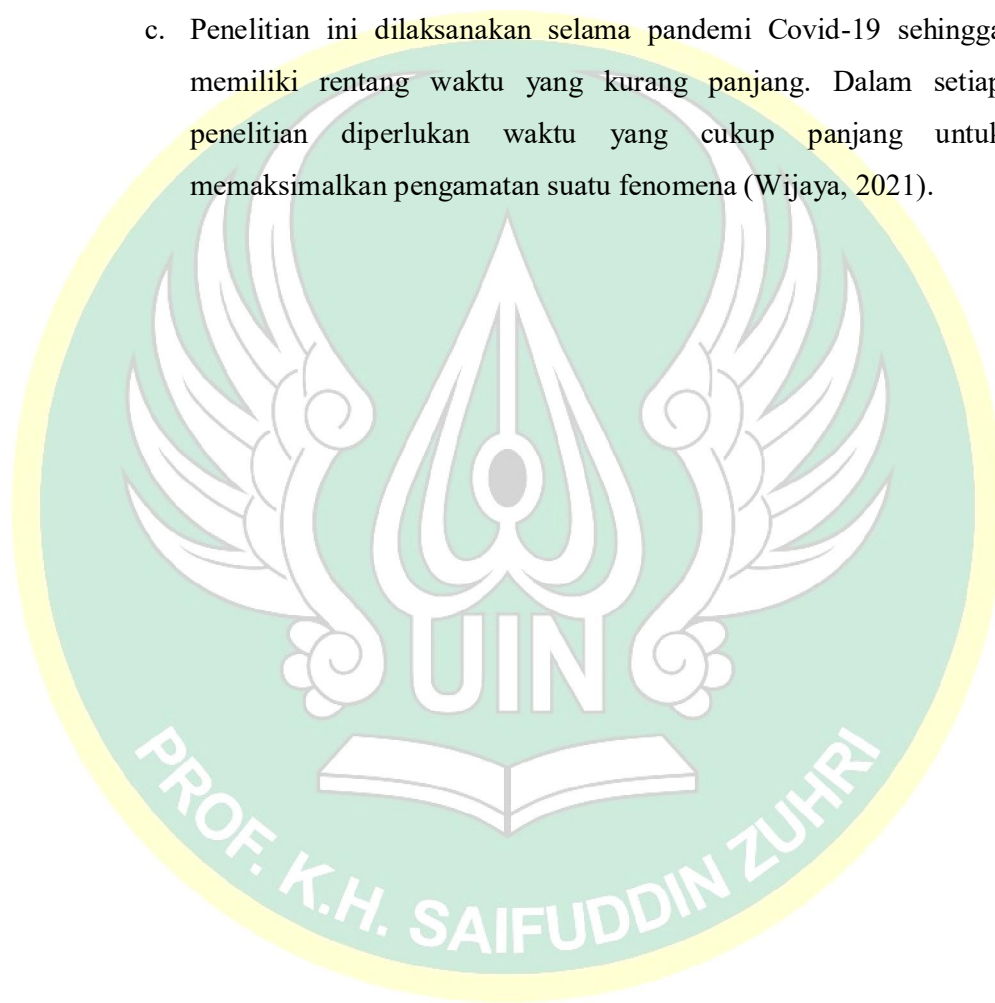 c. Penelitian ini dilaksanakan selama pandemi Covid-19 sehingga
memiliki rentang waktu yang kurang panjang. Dalam setiap
penelitian diperlukan waktu yang cukup panjang untuk
memaksimalkan pengamatan suatu fenomena (Wijaya, 2021).
UIN
PROF. K.H. SAIFUDDIN ZUHRI